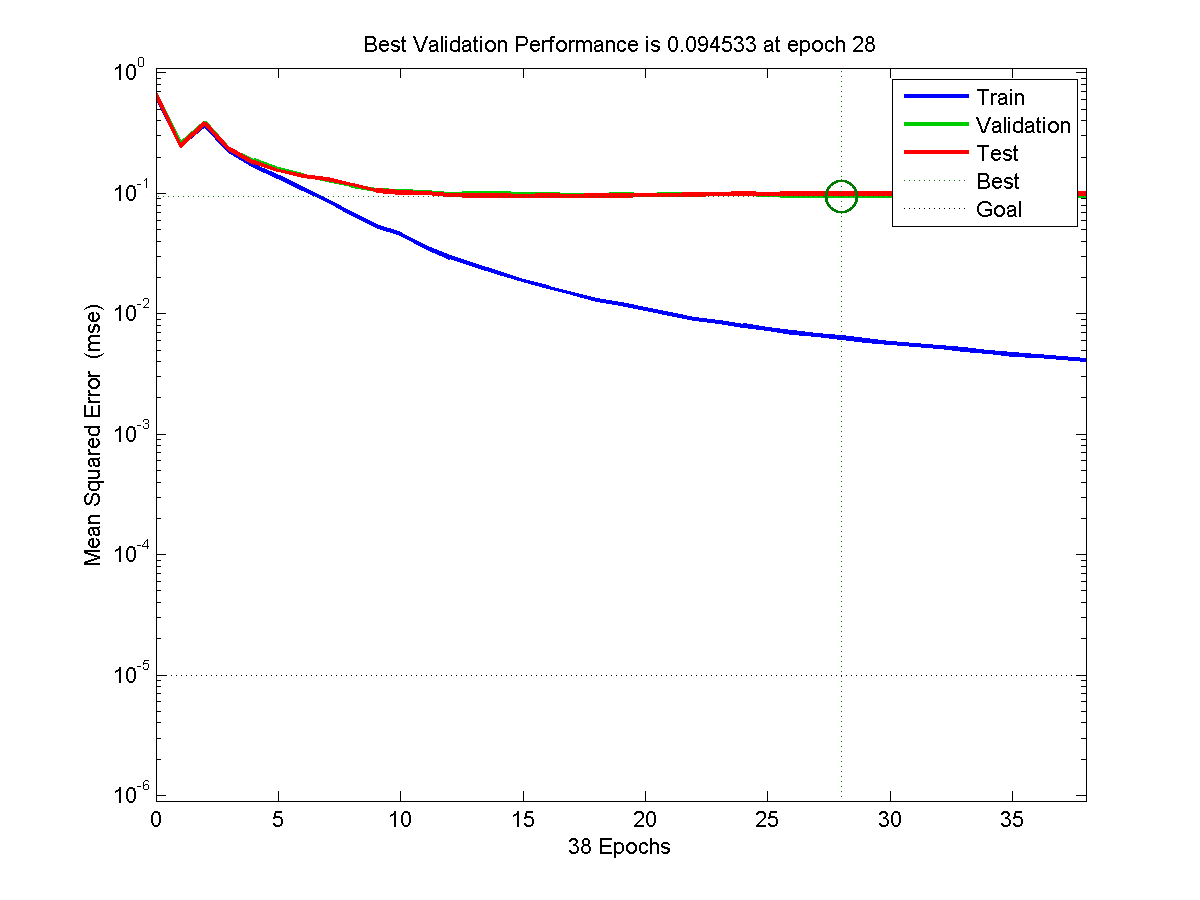 Best Validation Performance is 0.094533 at epoch 28
10^0
10^-1
10^-2
10^-3
10^-4
10^-5
10^-6
Mean Squared Error (mse)
Train
Validation
Test
Best
Goal
0 5 10 15 20 25 30 35
38 Epochs